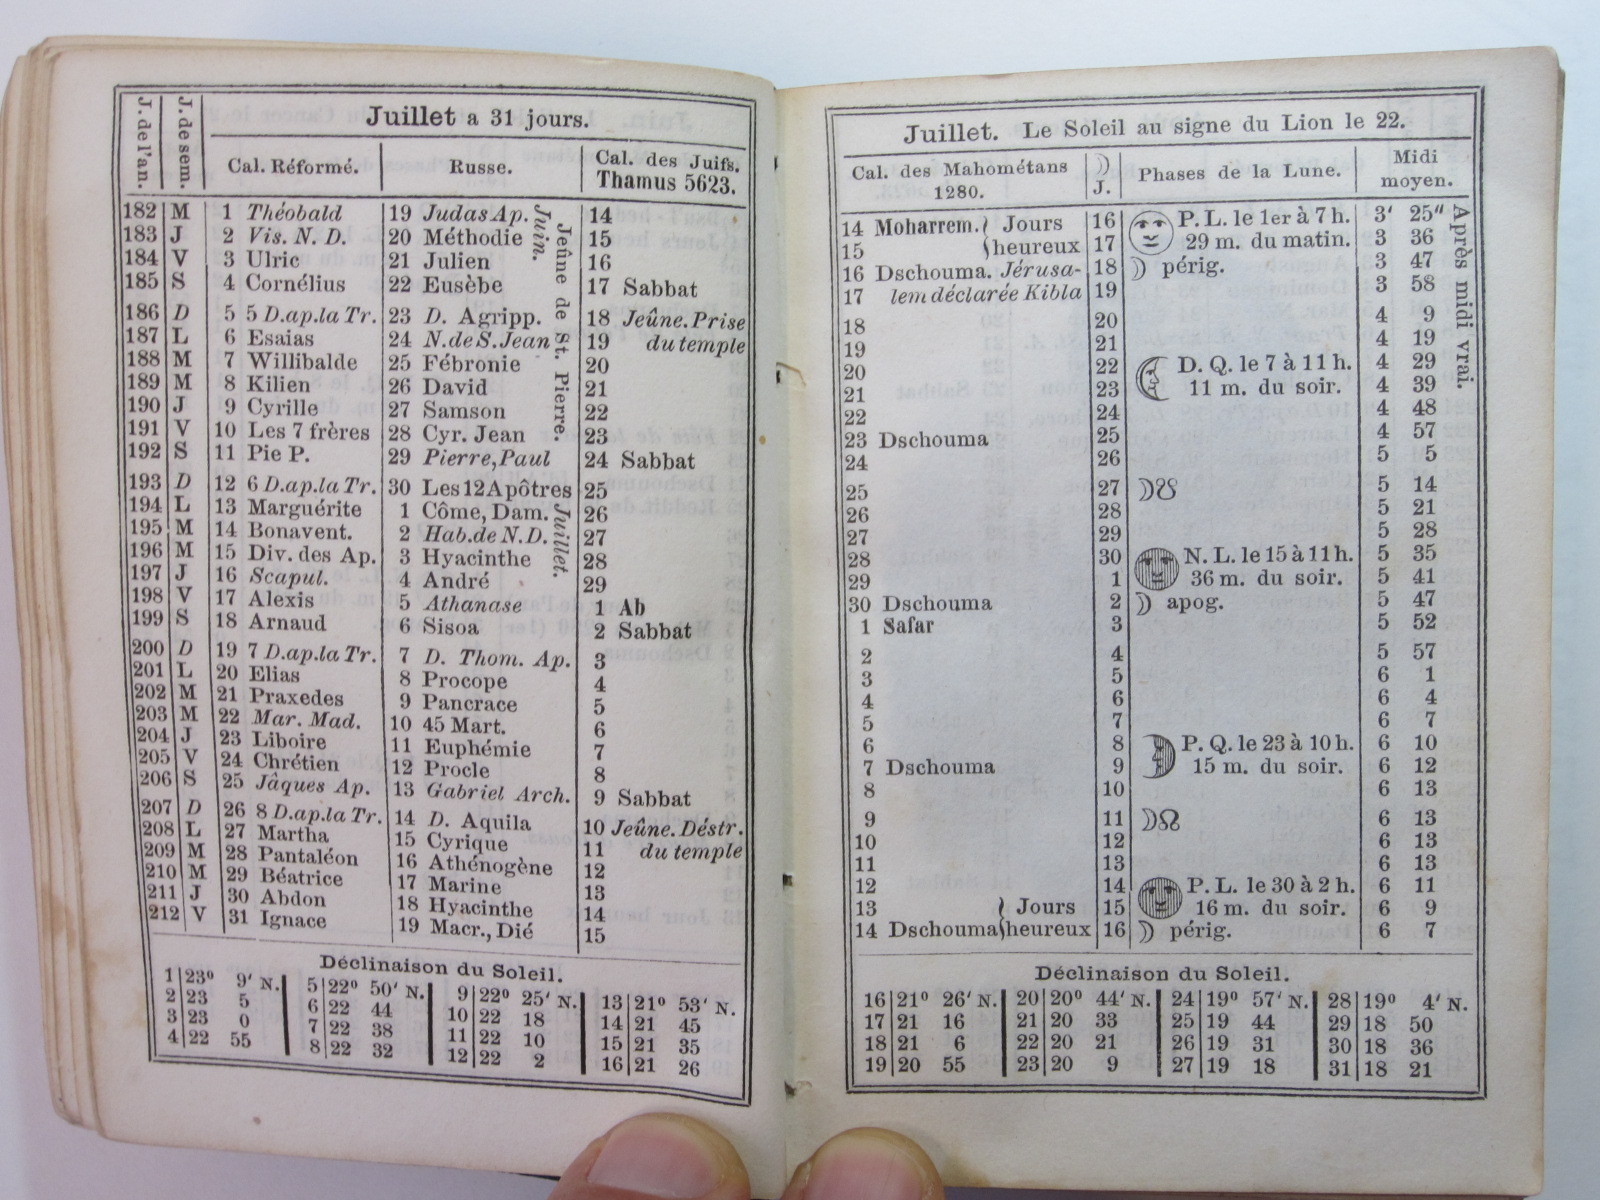 Juillet a 31 jours.
J. de l'an. J. de sem. Cal. Réformé. Russe. Cal. des Juifs. Thamus 5623.
182 M 1 Théobald 19 Judas Ap. 14
183 J 2 Vis. N. D. 20 Méthodie 15
184 V 3 Ulric 21 Julien 16
185 S 4 Cornélius 22 Eusèbe 17 Sabbat
186 D 5 5 D.ap.la Tr. 23 D. Agripp. 18 Jeûne. Prise
187 L 6 Esaias 24 N.de S. Jean 19 du temple
188 M 7 Willibalde 25 Fébronie 20
189 M 8 Kilien 26 David 21
190 J 9 Cyrille 27 Samson 22
191 V 10 Les 7 frères 28 Cyr. Jean 23
192 S 11 Pie P. 29 Pierre, Paul 24 Sabbat
193 D 12 6 D.ap.la Tr. 30 Les 12 Apôtres 25
194 L 13 Marguérite 1 Côme, Dam. 26
195 M 14 Bonavent. 2 Hab.de N.D. 27
196 M 15 Div. des Ap. 3 Hyacinthe 28
197 J 16 Scapul. 4 André 29
198 V 17 Alexis 5 Athanase 1 Ab
199 S 18 Arnaud 6 Sisoa 2 Sabbat
200 D 19 7 D.ap.la Tr. 7 D. Thom. Ap. 3
201 L 20 Elias 8 Procope 4
202 M 21 Praxedes 9 Pancrace 5
203 M 22 Mar. Mad. 10 45 Mart. 6
204 J 23 Liboire 11 Euphémie 7
205 V 24 Chrétien 12 Procle 8
206 S 25 Jâques Ap. 13 Gabriel Arch. 9 Sabbat
207 D 26 8 D.ap.la Tr. 14 D. Aquila 10 Jeûne. Déstr.
208 L 27 Martha 15 Cyrique 11 du temple
209 M 28 Pantaléon 16 Athénogène 12
210 M 29 Béatrice 17 Marine 13
211 J 30 Abdon 18 Hyacinthe 14
212 V 31 Ignace 19 Macr., Dié 15
Juin.
Jeûne de St. Pierre.
Juillet.
Déclinaison du Soleil.
1 23° 9' N. 5 22° 50' N. 9 22° 25' N. 13 21° 53' N.
2 23 5 6 22 44 10 22 18 14 21 45
3 23 0 7 22 38 11 22 10 15 21 35
4 22 55 8 22 32 12 22 2 16 21 26
Juillet. Le Soleil au signe du Lion le 22.
Cal. des Mahométans 1280. ☽ J. Phases de la Lune. Midi moyen.
14 Moharrem. Jours 16 P. L. le 1er à 7 h. 3' 25"
15 heureux 17 29 m. du matin. 3 36
16 Dschouma. Jérusa- 18 ☽ périg. 3 47
17 lem déclarée Kibla 19 3 58
18 20 4 9
19 21 4 19
20 22 D. Q. le 7 à 11 h. 4 29
21 23 11 m. du soir. 4 39
22 24 4 48
23 Dschouma 25 4 57
24 26 5 5
25 27 ☽☋ 5 14
26 28 5 21
27 29 5 28
28 30 N. L. le 15 à 11 h. 5 35
29 1 36 m. du soir. 5 41
30 Dschouma 2 ☽ apog. 5 47
1 Safar 3 5 52
2 4 5 57
3 5 6 1
4 6 6 4
5 7 6 7
6 8 P. Q. le 23 à 10 h. 6 10
7 Dschouma 9 15 m. du soir. 6 12
8 10 6 13
9 11 ☽☊ 6 13
10 12 6 13
11 13 6 13
12 14 P. L. le 30 à 2 h. 6 11
13 Jours 15 16 m. du soir. 6 9
14 Dschouma heureux 16 ☽ périg. 6 7
Après midi vrai.
Déclinaison du Soleil.
16 21° 26' N. 20 20° 44' N. 24 19° 57' N. 28 19° 4' N.
17 21 16 21 20 33 25 19 44 29 18 50
18 21 6 22 20 21 26 19 31 30 18 36
19 20 55 23 20 9 27 19 18 31 18 21